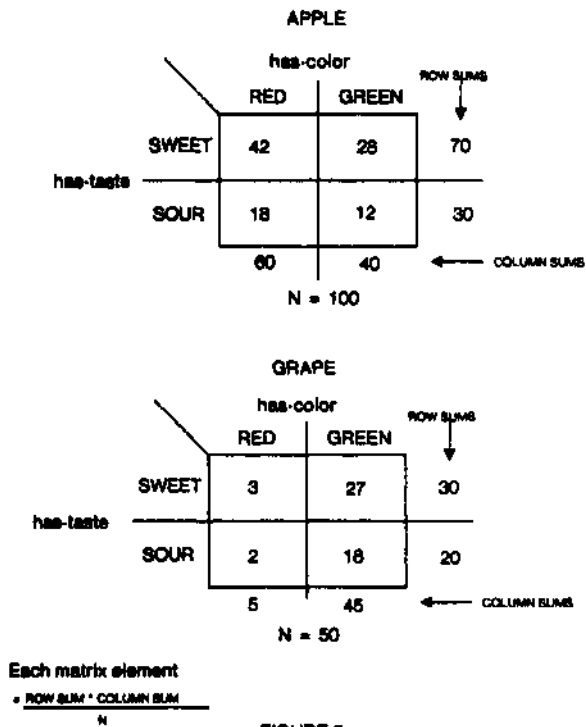 APPLE
has-color
ROW SUMS
RED GREEN
SWEET 42 28 70
has-taste
SOUR 18 12 30
60 40 COLUMN SUMS
N = 100
GRAPE
has-color
ROW SUMS
RED GREEN
SWEET 3 27 30
has-taste
SOUR 2 18 20
5 45 COLUMN SUMS
N = 50
Each matrix element
= ROW SUM * COLUMN SUM
N